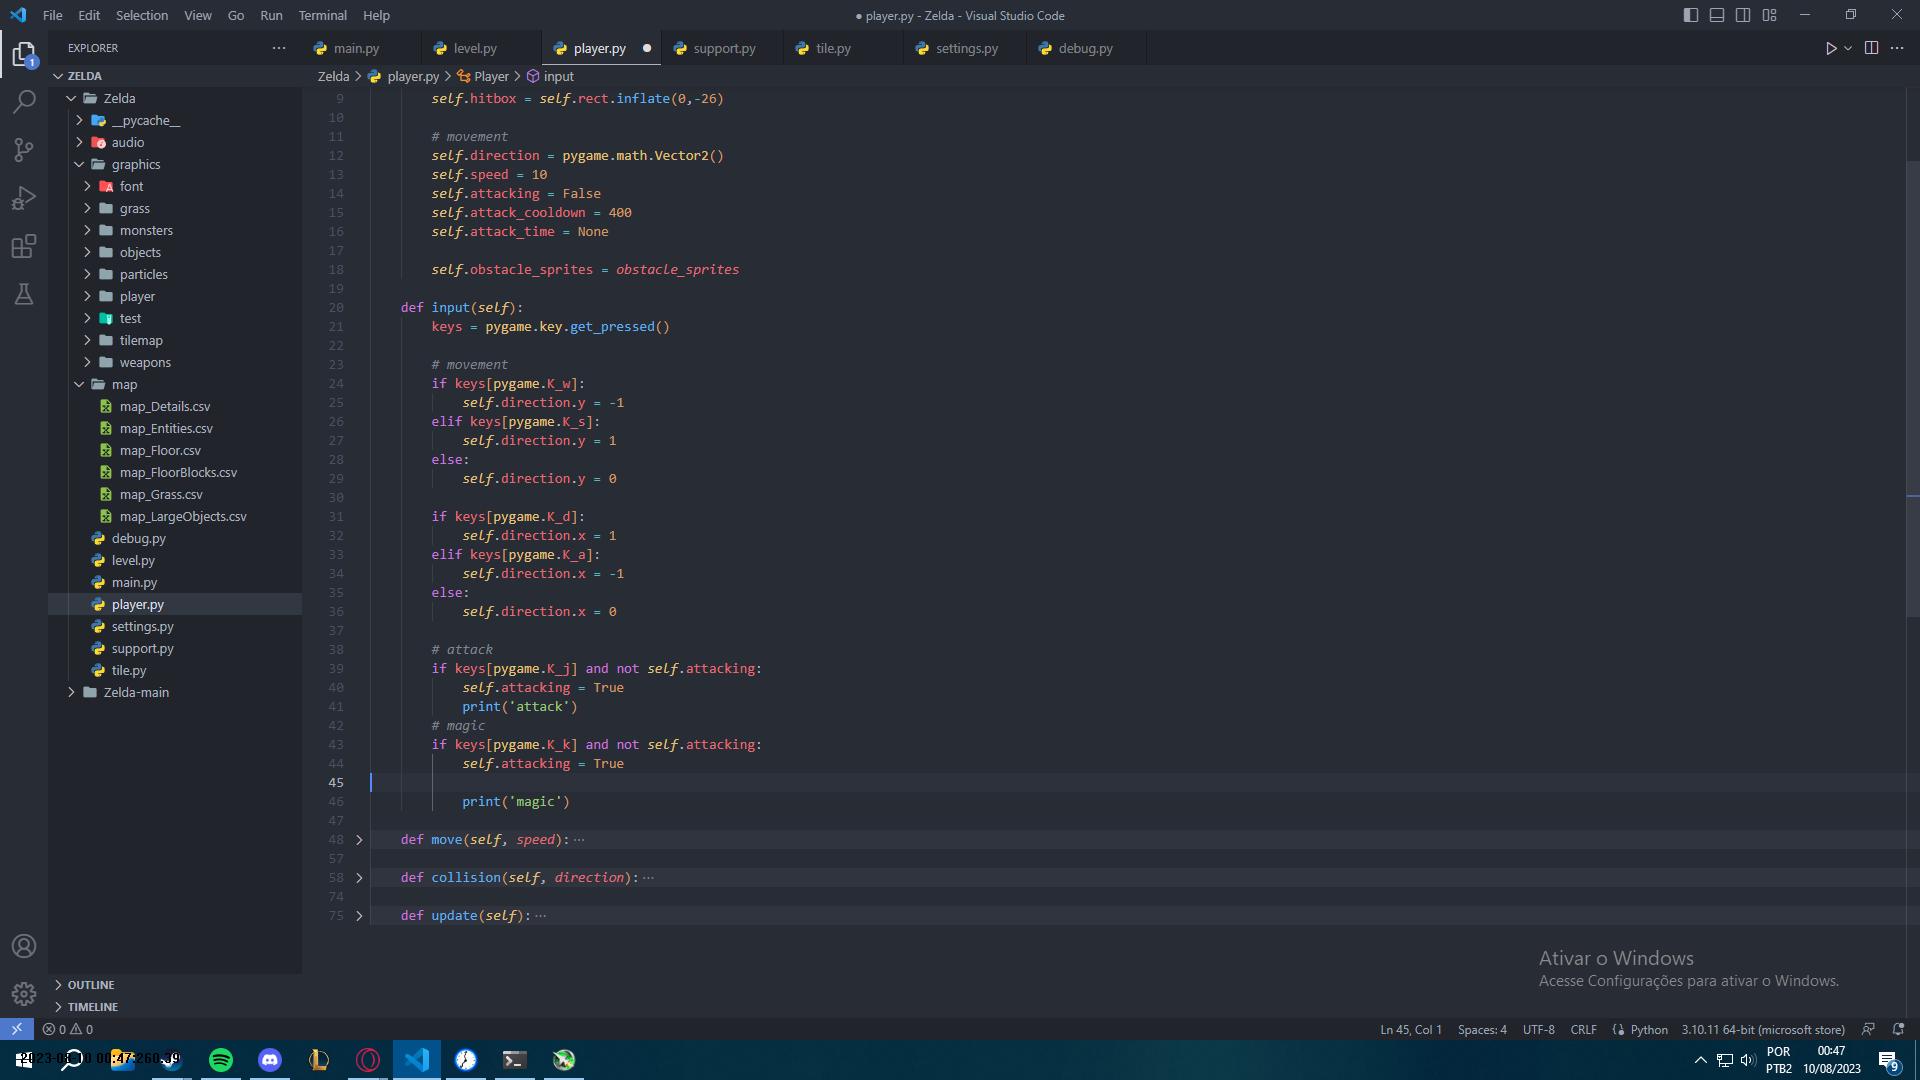 File Edit Selection View Go Run Terminal Help
● player.py - Zelda - Visual Studio Code
EXPLORER
ZELDA
Zelda
__pycache__
audio
graphics
font
grass
monsters
objects
particles
player
test
tilemap
weapons
map
map_Details.csv
map_Entities.csv
map_Floor.csv
map_FloorBlocks.csv
map_Grass.csv
map_LargeObjects.csv
debug.py
level.py
main.py
player.py
settings.py
support.py
tile.py
Zelda-main
OUTLINE
TIMELINE
1
main.py level.py player.py support.py tile.py settings.py debug.py
Zelda > player.py > Player > input
9 self.hitbox = self.rect.inflate(0,-26)
10
11 # movement
12 self.direction = pygame.math.Vector2()
13 self.speed = 10
14 self.attacking = False
15 self.attack_cooldown = 400
16 self.attack_time = None
17
18 self.obstacle_sprites = obstacle_sprites
19
20 def input(self):
21 keys = pygame.key.get_pressed()
22
23 # movement
24 if keys[pygame.K_w]:
25 self.direction.y = -1
26 elif keys[pygame.K_s]:
27 self.direction.y = 1
28 else:
29 self.direction.y = 0
30
31 if keys[pygame.K_d]:
32 self.direction.x = 1
33 elif keys[pygame.K_a]:
34 self.direction.x = -1
35 else:
36 self.direction.x = 0
37
38 # attack
39 if keys[pygame.K_j] and not self.attacking:
40 self.attacking = True
41 print('attack')
42 # magic
43 if keys[pygame.K_k] and not self.attacking:
44 self.attacking = True
45
46 print('magic')
47
48 def move(self, speed):···
57
58 def collision(self, direction):···
74
75 def update(self):···
Ativar o Windows
Acesse Configurações para ativar o Windows.
0 0
Ln 45, Col 1 Spaces: 4 UTF-8 CRLF Python 3.10.11 64-bit (microsoft store)
2023-08-10 00:47:260.39
POR
PTB2
00:47
10/08/2023
9